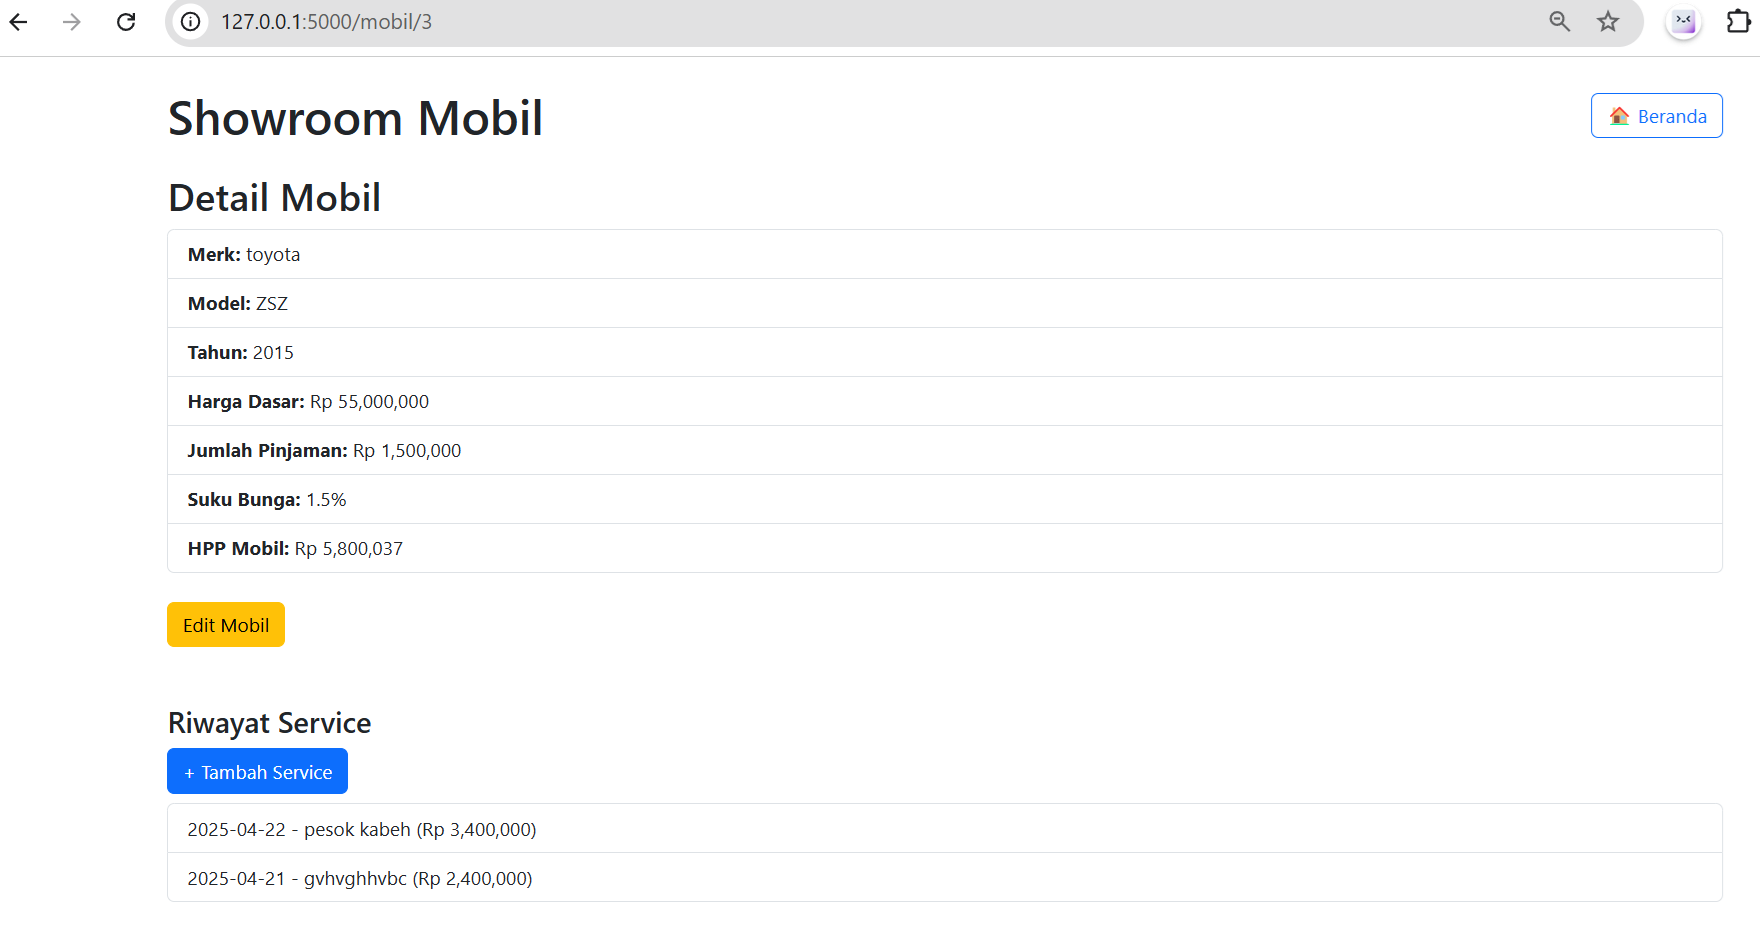 127.0.0.1:5000/mobil/3
Showroom Mobil
🏠 Beranda
Detail Mobil
Merk: toyota
Model: ZSZ
Tahun: 2015
Harga Dasar: Rp 55,000,000
Jumlah Pinjaman: Rp 1,500,000
Suku Bunga: 1.5%
HPP Mobil: Rp 5,800,037
Edit Mobil
Riwayat Service
+ Tambah Service
2025-04-22 - pesok kabeh (Rp 3,400,000)
2025-04-21 - gvhvghhvbc (Rp 2,400,000)